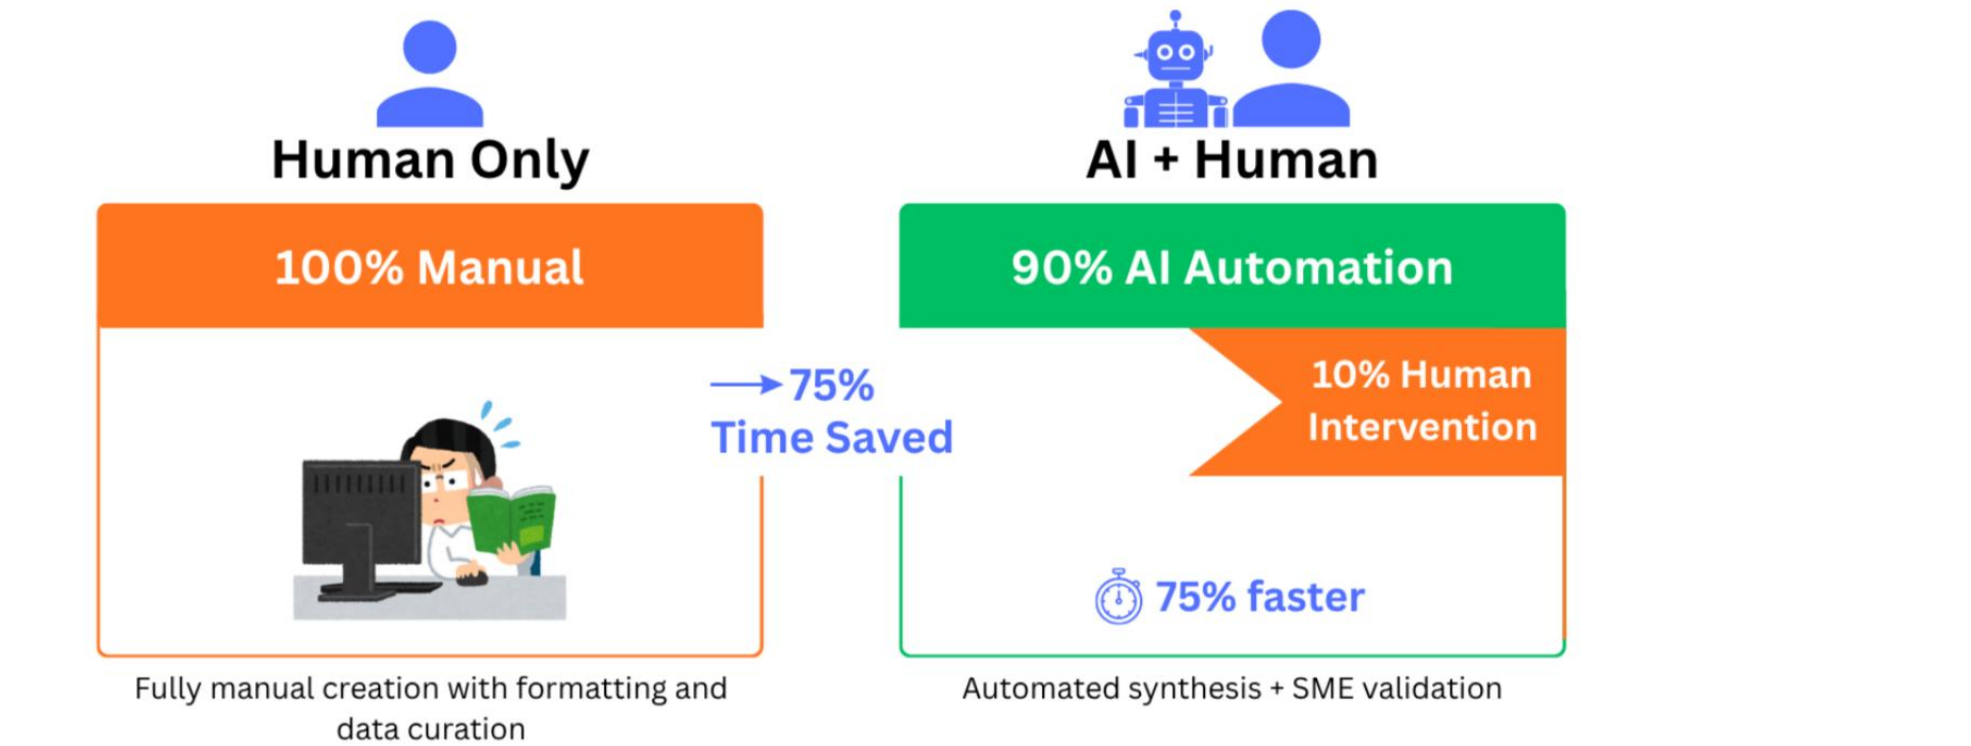 Human Only
100% Manual
Fully manual creation with formatting and
data curation
75%
Time Saved
AI + Human
90% AI Automation
10% Human
Intervention
75% faster
Automated synthesis + SME validation